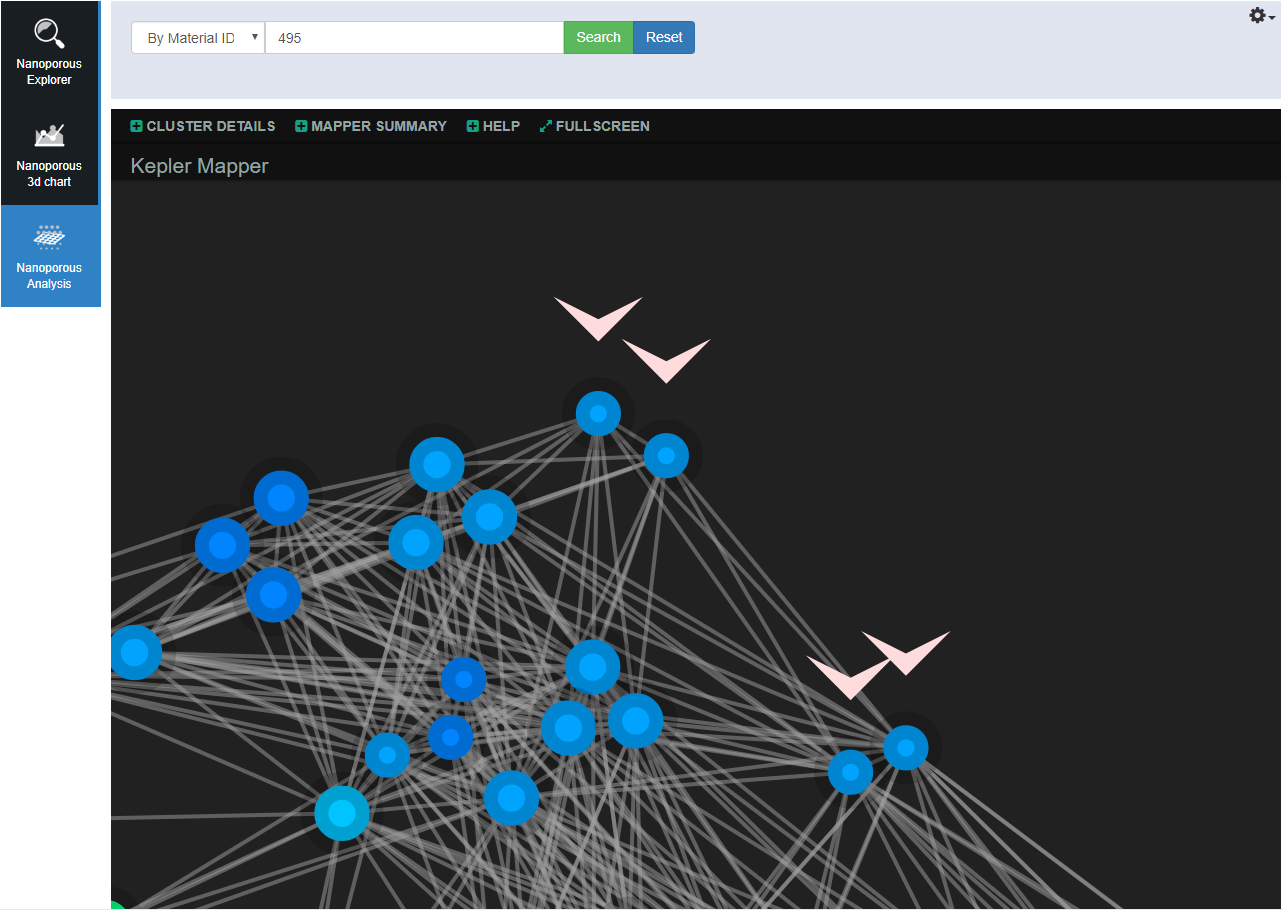 Nanoporous
Explorer
Nanoporous
3d chart
Nanoporous
Analysis
By Material ID 495 Search Reset
CLUSTER DETAILS MAPPER SUMMARY HELP FULLSCREEN
Kepler Mapper